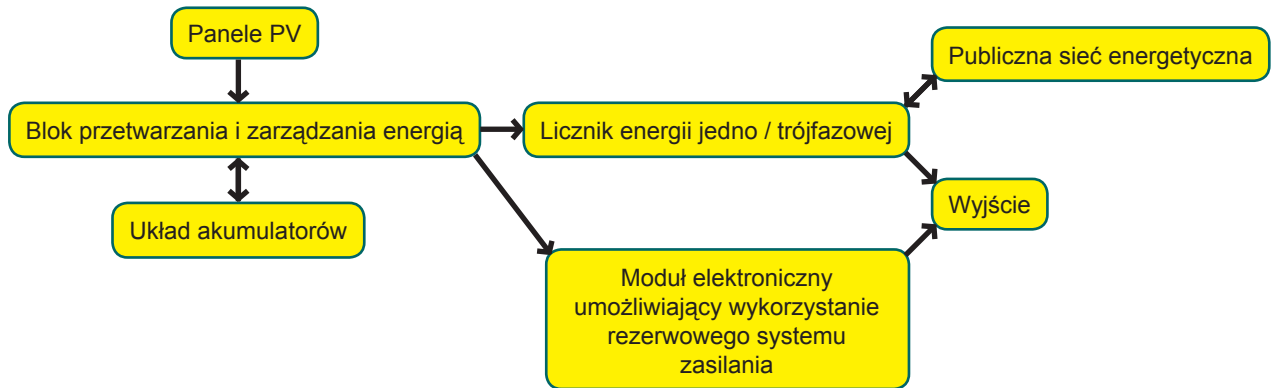 Panele PV
Publiczna sieć energetyczna
Blok przetwarzania i zarządzania energią
Licznik energii jedno / trójfazowej
Układ akumulatorów
Wyjście
Moduł elektroniczny
umożliwiający wykorzystanie
rezerwowego systemu
zasilania